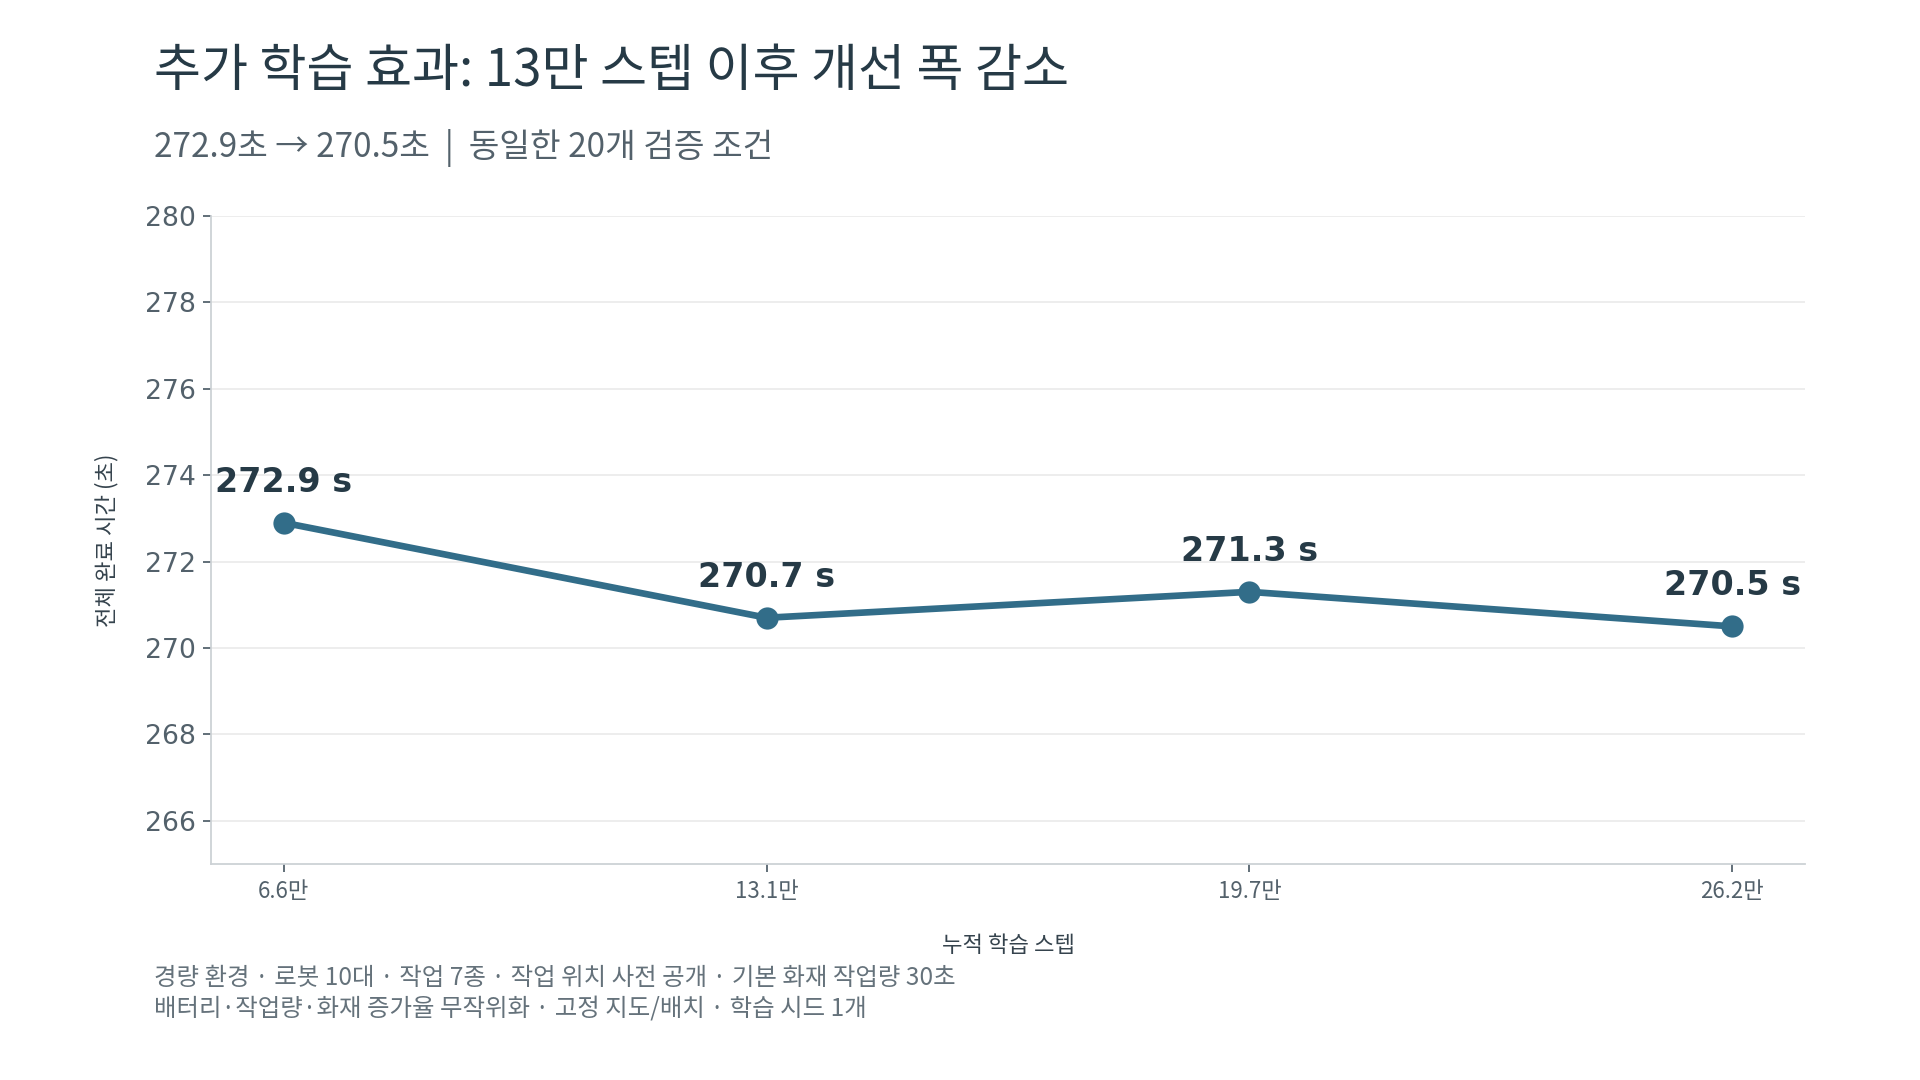 추가 학습 효과: 13만 스텝 이후 개선 폭 감소
272.9초 → 270.5초 | 동일한 20개 검증 조건
280
278
276
274
272
270
268
266
전체 완료 시간 (초)
272.9 s
270.7 s
271.3 s
270.5 s
6.6만
13.1만
19.7만
26.2만
누적 학습 스텝
경량 환경 · 로봇 10대 · 작업 7종 · 작업 위치 사전 공개 · 기본 화재 작업량 30초
배터리·작업량·화재 증가율 무작위화 · 고정 지도/배치 · 학습 시드 1개